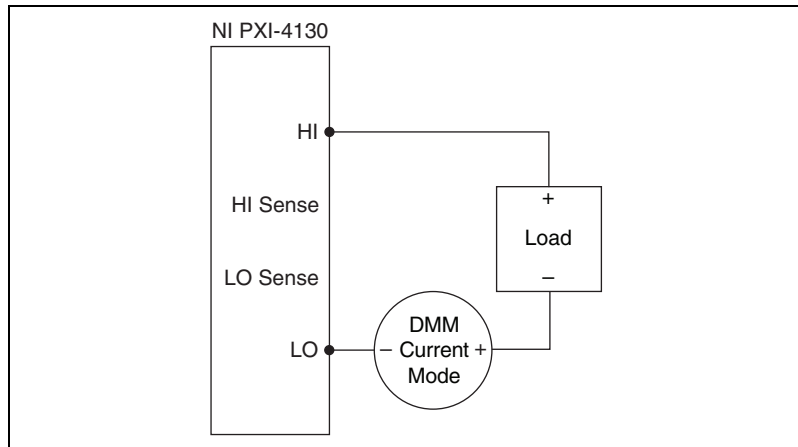 NI PXI-4130
HI
+
HI Sense
Load
LO Sense
–
DMM
LO
– Current +
Mode